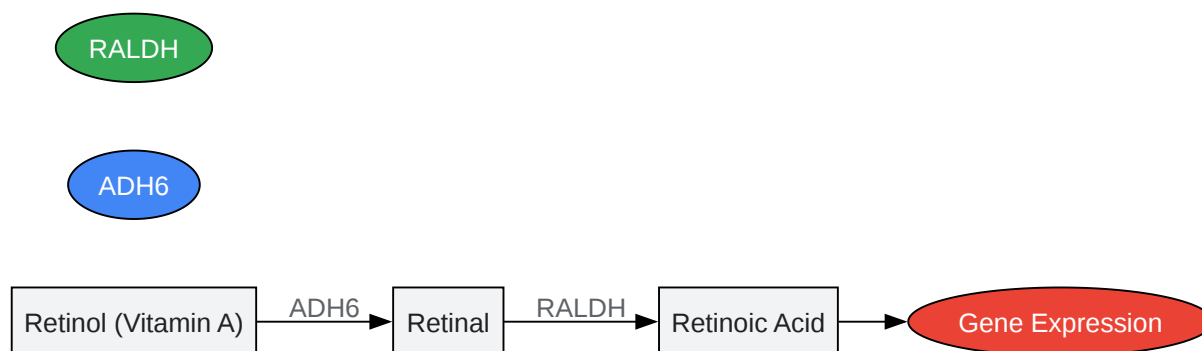 RALDH
ADH6
Retinol (Vitamin A)
ADH6
Retinal
RALDH
Retinoic Acid
Gene Expression